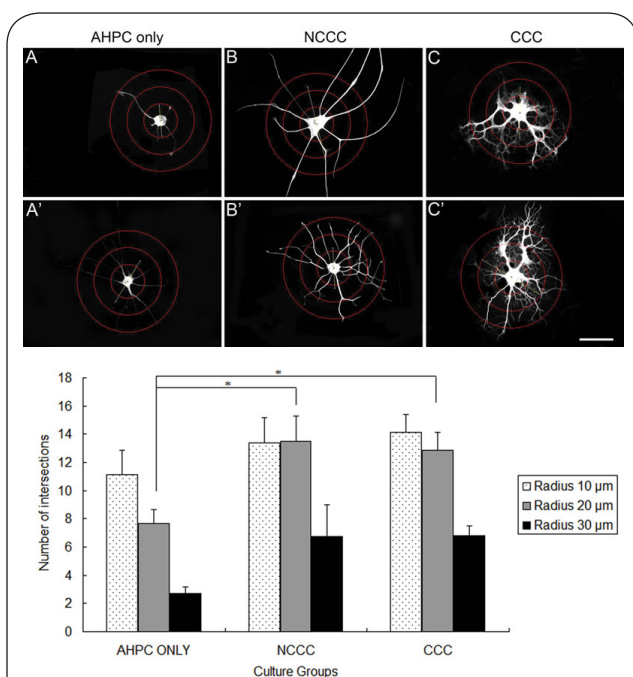 AHPC only NCCC CCC
A B C
A' B' C'
18
16
14
12
10
8
6
4
2
0
Number of intersections
* *
AHPC ONLY NCCC CCC
Culture Groups
Radius 10 µm
Radius 20 µm
Radius 30 µm